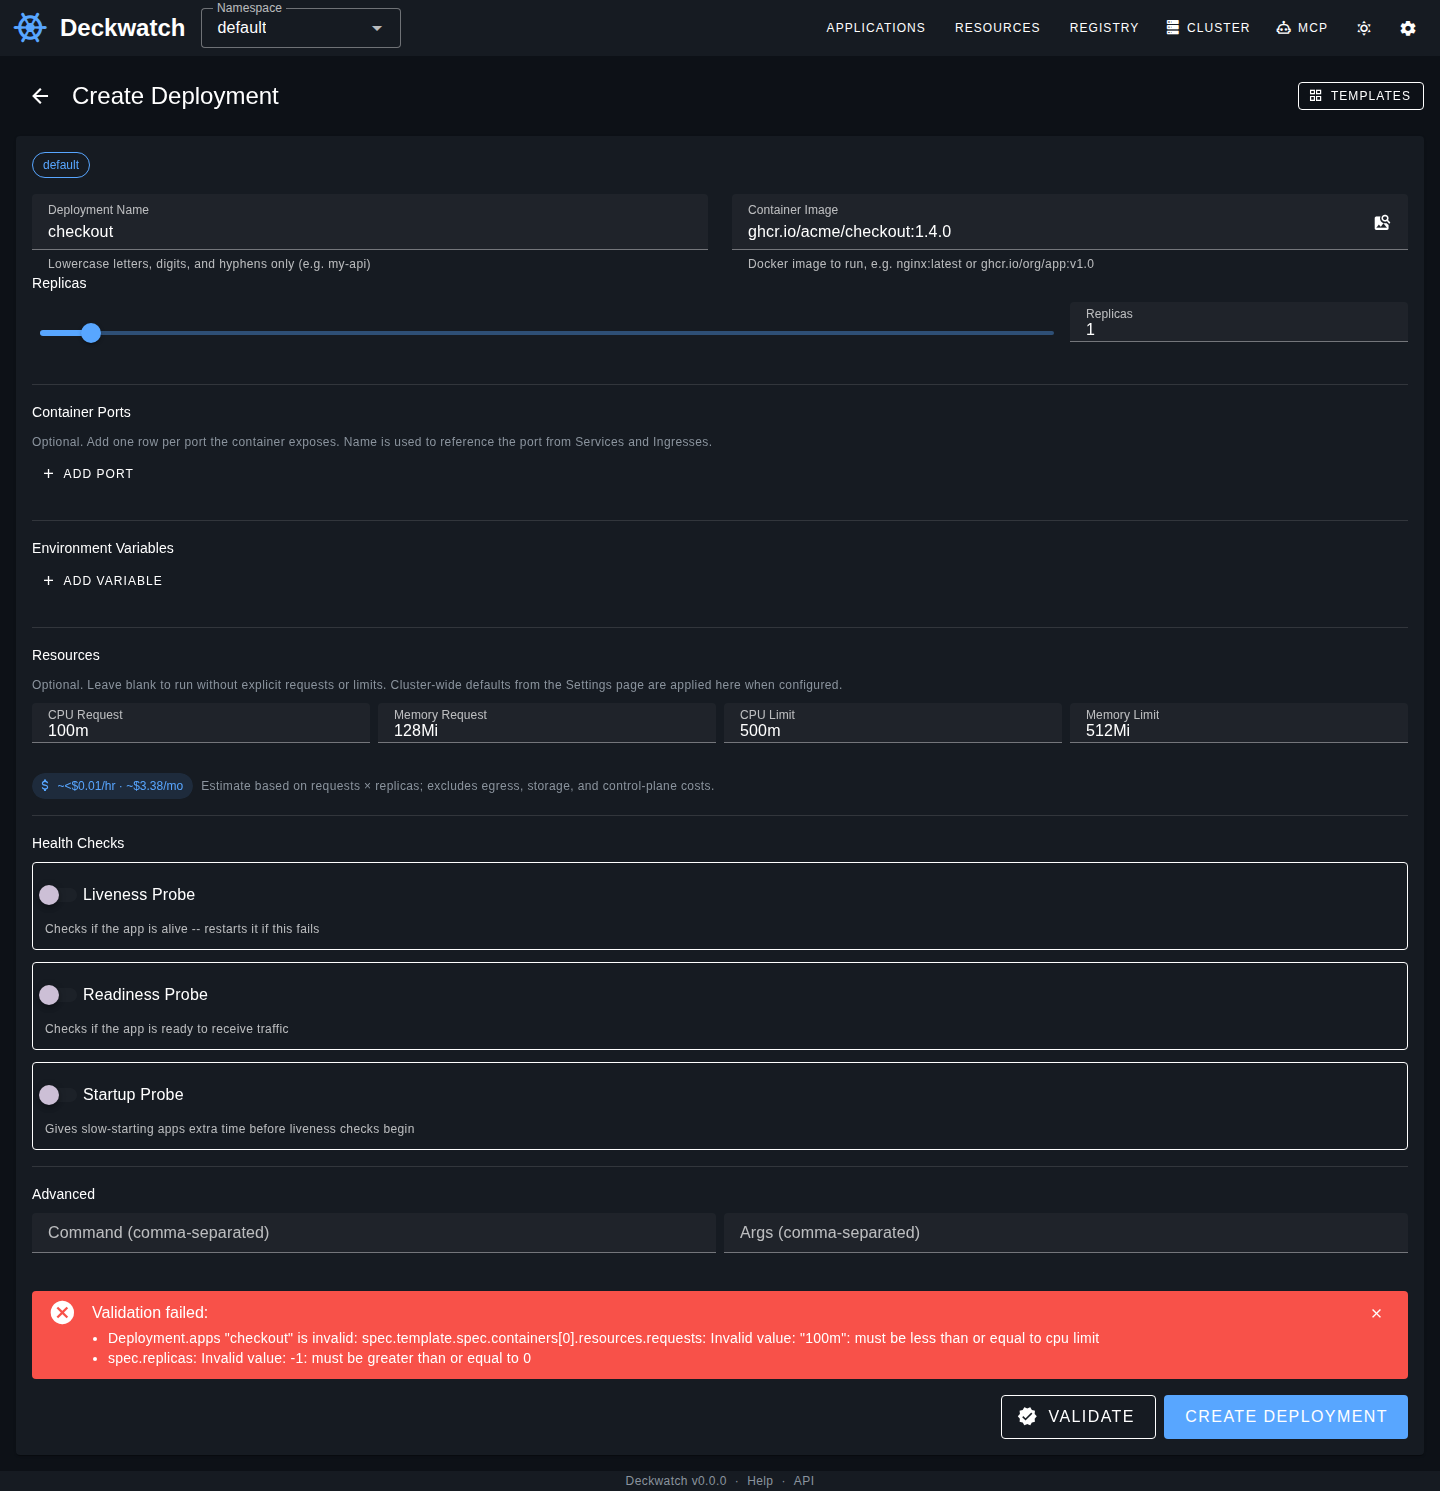 Deckwatch
Namespace
default
APPLICATIONS
RESOURCES
REGISTRY
CLUSTER
MCP
Create Deployment
TEMPLATES
default
Deployment Name
checkout
Lowercase letters, digits, and hyphens only (e.g. my-api)
Container Image
ghcr.io/acme/checkout:1.4.0
Docker image to run, e.g. nginx:latest or ghcr.io/org/app:v1.0
Replicas
Replicas
1
Container Ports
Optional. Add one row per port the container exposes. Name is used to reference the port from Services and Ingresses.
+ ADD PORT
Environment Variables
+ ADD VARIABLE
Resources
Optional. Leave blank to run without explicit requests or limits. Cluster-wide defaults from the Settings page are applied here when configured.
CPU Request
100m
Memory Request
128Mi
CPU Limit
500m
Memory Limit
512Mi
$ ~<$0.01/hr · ~$3.38/mo
Estimate based on requests × replicas; excludes egress, storage, and control-plane costs.
Health Checks
Liveness Probe
Checks if the app is alive -- restarts it if this fails
Readiness Probe
Checks if the app is ready to receive traffic
Startup Probe
Gives slow-starting apps extra time before liveness checks begin
Advanced
Command (comma-separated)
Args (comma-separated)
Validation failed:
• Deployment.apps "checkout" is invalid: spec.template.spec.containers[0].resources.requests: Invalid value: "100m": must be less than or equal to cpu limit
• spec.replicas: Invalid value: -1: must be greater than or equal to 0
VALIDATE
CREATE DEPLOYMENT
Deckwatch v0.0.0 · Help · API